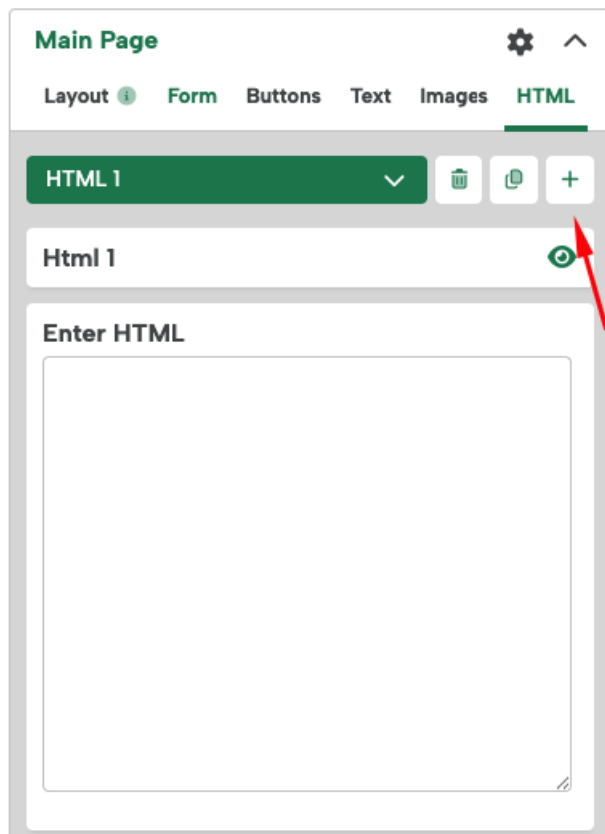 Main Page
Layout Form Buttons Text Images HTML
HTML 1
Html 1
Enter HTML